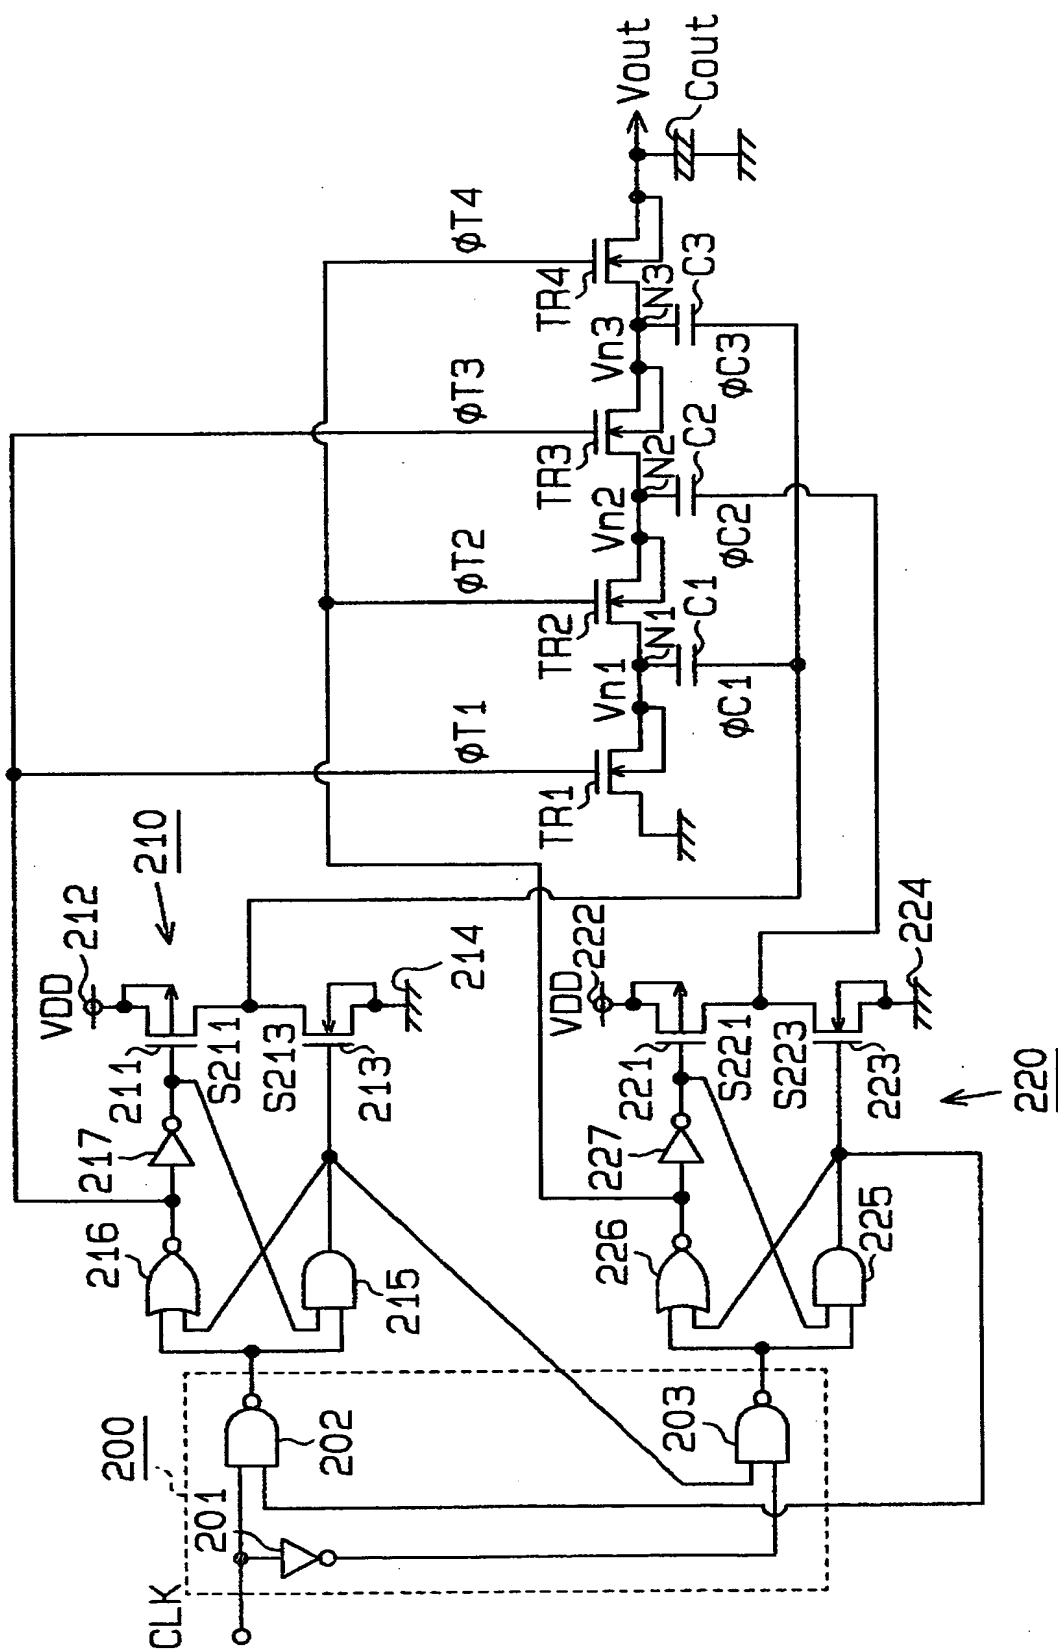 CLK
200
201
202
203
216
217
215
VDD
212
210
211
S211
S213
213
214
226
227
225
VDD
222
221
S221
S223
223
224
220
φT1
φT2
φT3
φT4
TR1
TR2
TR3
TR4
Vn1
Vn2
Vn3
N1
N2
N3
C1
C2
C3
φC1
φC2
φC3
Vout
Cout